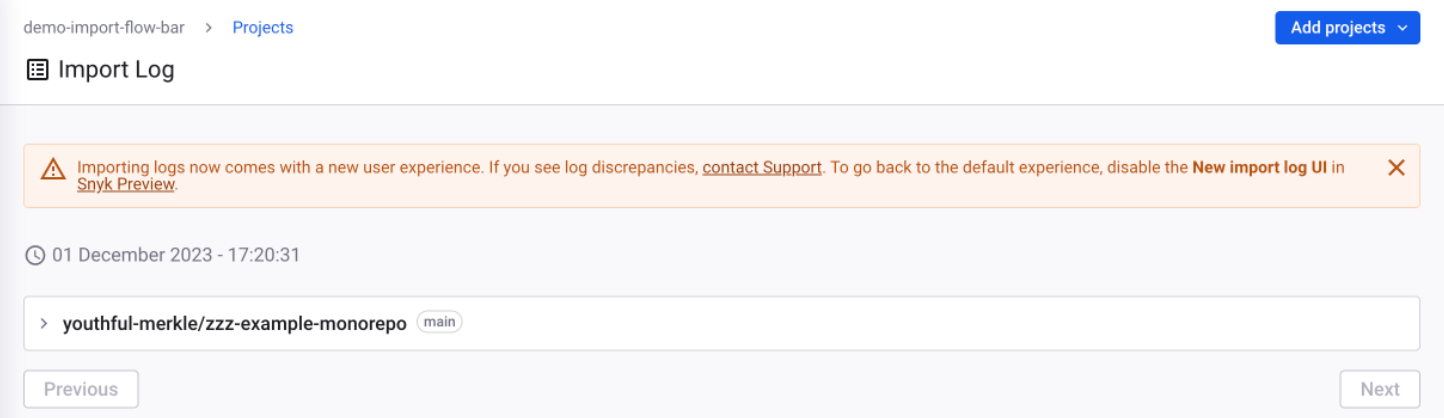 demo-import-flow-bar > Projects
Add projects
Import Log
Importing logs now comes with a new user experience. If you see log discrepancies, contact Support. To go back to the default experience, disable the New import log UI in
Snyk Preview.
01 December 2023 - 17:20:31
youthful-merkle/zzz-example-monorepo main
Previous
Next